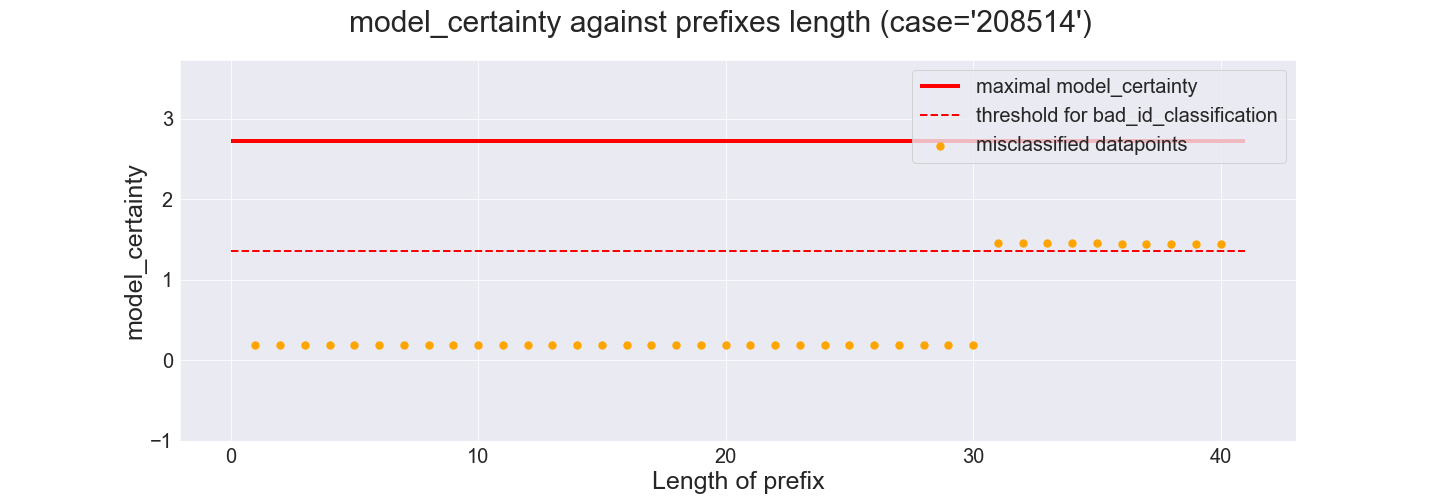 model_certainty against prefixes length (case='208514')
maximal model_certainty
threshold for bad_id_classification
misclassified datapoints
model_certainty
3
2
1
0
−1
0 10 20 30 40
Length of prefix